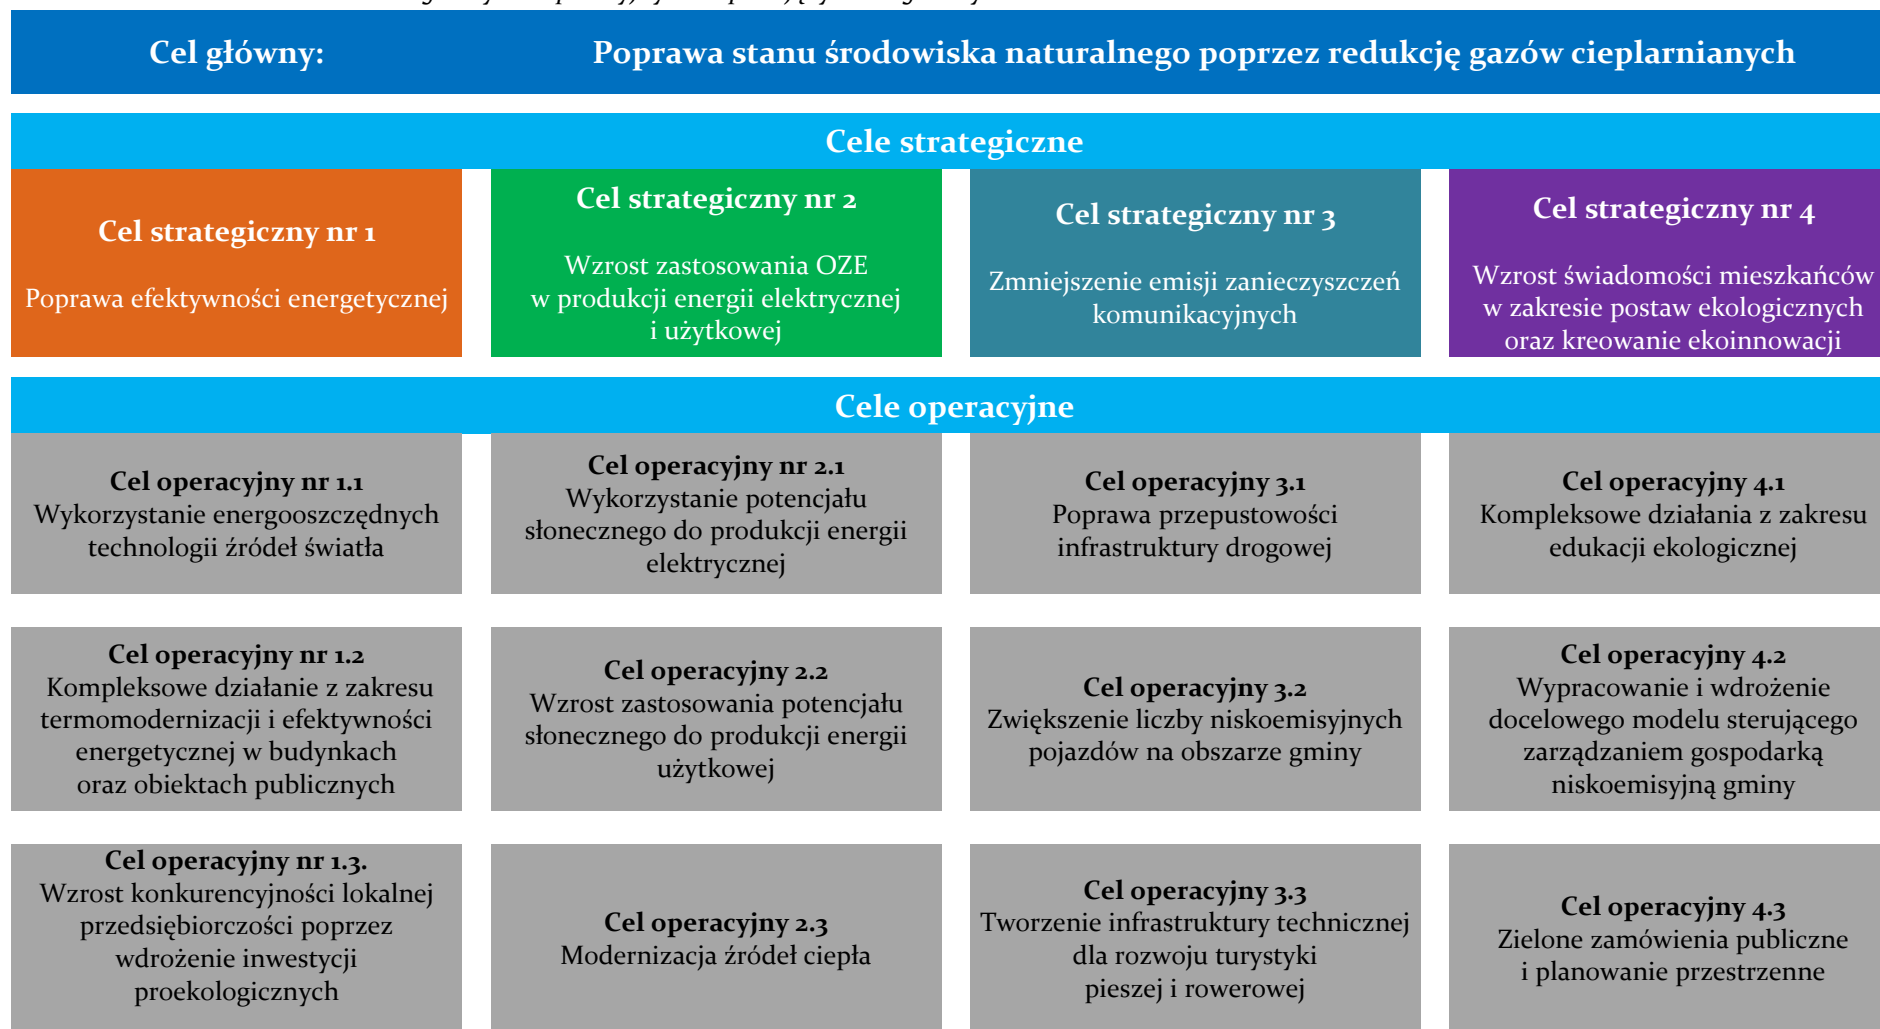 Cel główny: Poprawa stanu środowiska naturalnego poprzez redukcję gazów cieplarnianych
Cele strategiczne
Cel strategiczny nr 1
Poprawa efektywności energetycznej
Cel strategiczny nr 2
Wzrost zastosowania OZE
w produkcji energii elektrycznej
i użytkowej
Cel strategiczny nr 3
Zmniejszenie emisji zanieczyszczeń
komunikacyjnych
Cel strategiczny nr 4
Wzrost świadomości mieszkańców
w zakresie postaw ekologicznych
oraz kreowanie ekoinnowacji
Cele operacyjne
Cel operacyjny nr 1.1
Wykorzystanie energooszczędnych
technologii źródeł światła
Cel operacyjny nr 2.1
Wykorzystanie potencjału
słonecznego do produkcji energii
elektrycznej
Cel operacyjny 3.1
Poprawa przepustowości
infrastruktury drogowej
Cel operacyjny 4.1
Kompleksowe działania z zakresu
edukacji ekologicznej
Cel operacyjny nr 1.2
Kompleksowe działanie z zakresu
termomodernizacji i efektywności
energetycznej w budynkach
oraz obiektach publicznych
Cel operacyjny 2.2
Wzrost zastosowania potencjału
słonecznego do produkcji energii
użytkowej
Cel operacyjny 3.2
Zwiększenie liczby niskoemisyjnych
pojazdów na obszarze gminy
Cel operacyjny 4.2
Wypracowanie i wdrożenie
docelowego modelu sterującego
zarządzaniem gospodarką
niskoemisyjną gminy
Cel operacyjny nr 1.3.
Wzrost konkurencyjności lokalnej
przedsiębiorczości poprzez
wdrożenie inwestycji
proekologicznych
Cel operacyjny 2.3
Modernizacja źródeł ciepła
Cel operacyjny 3.3
Tworzenie infrastruktury technicznej
dla rozwoju turystyki
pieszej i rowerowej
Cel operacyjny 4.3
Zielone zamówienia publiczne
i planowanie przestrzenne